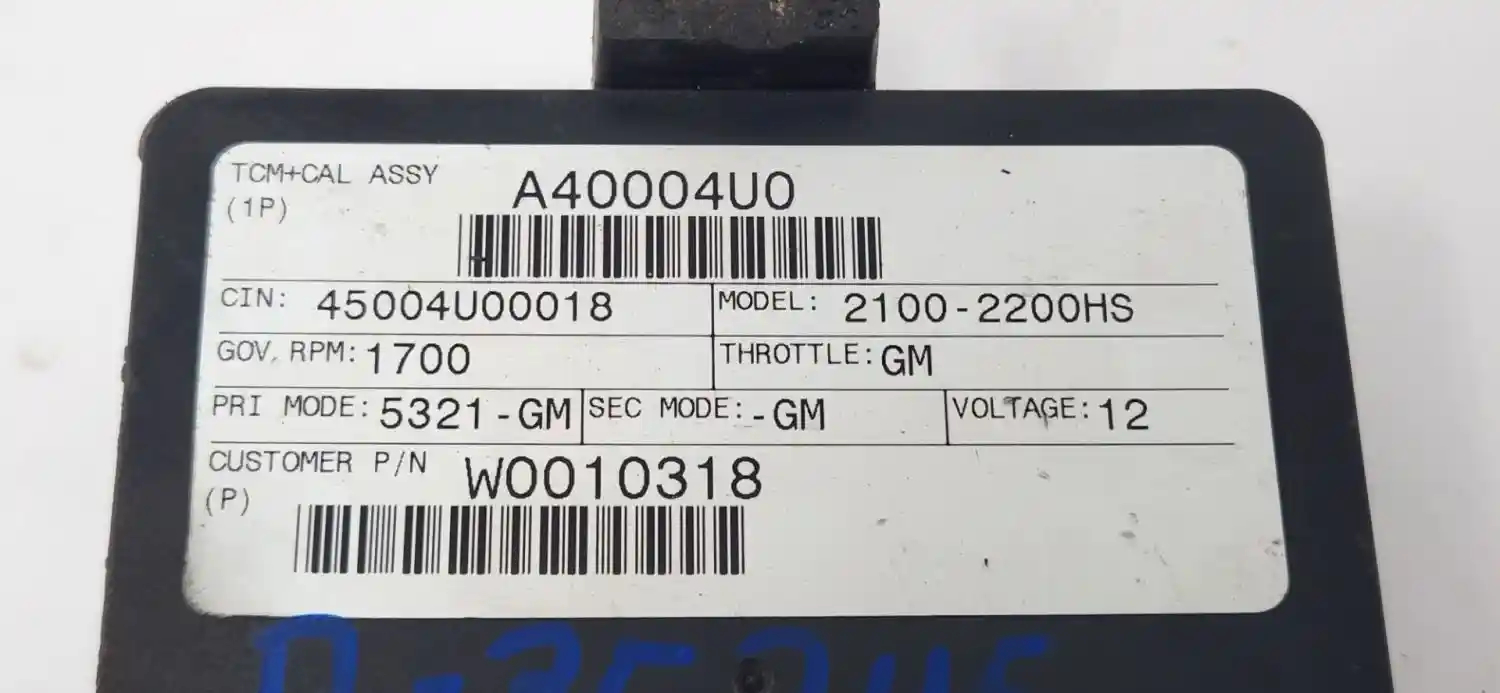 TCM+CAL ASSY A40004U0
(1P)
CIN: 45004U00018 MODEL: 2100-2200HS
GOV. RPM: 1700 THROTTLE: GM
PRI MODE: 5321-GM SEC MODE: -GM VOLTAGE: 12
CUSTOMER P/N W0010318
(P)